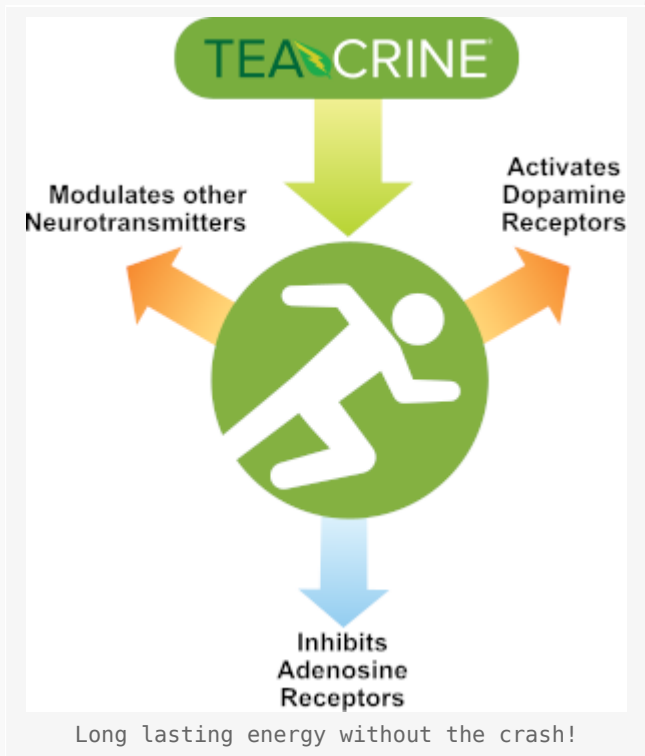 TEACRINE®
Activates
Dopamine
Receptors
Modulates other
Neurotransmitters
Inhibits
Adenosine
Receptors
Long lasting energy without the crash!